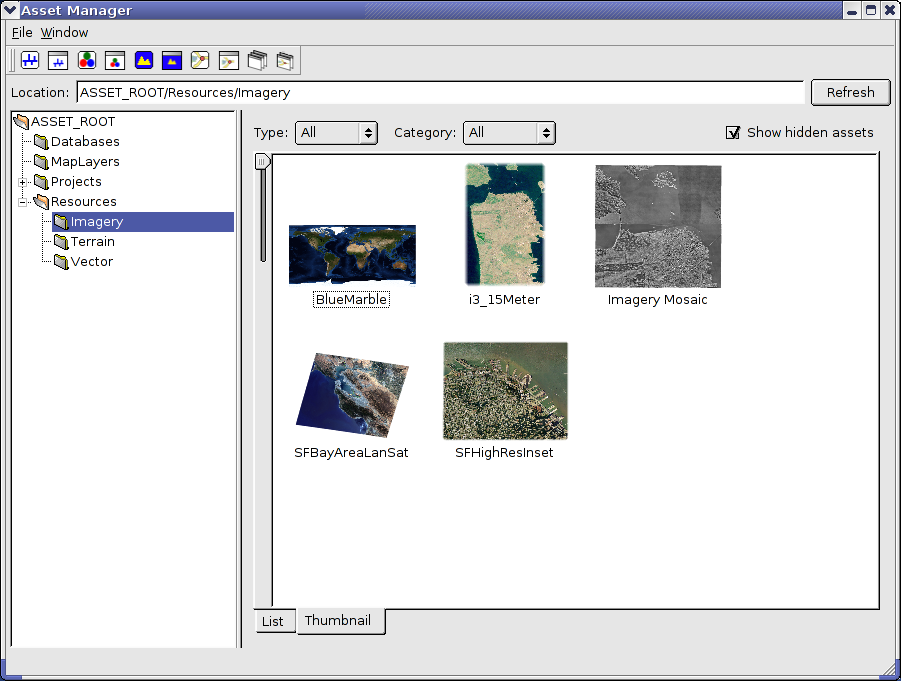 Asset Manager
File Window
Location: ASSET_ROOT/Resources/Imagery Refresh
ASSET_ROOT
Databases
MapLayers
Projects
Resources
Imagery
Terrain
Vector
Type: All Category: All Show hidden assets
BlueMarble i3_15Meter Imagery Mosaic
SFBayAreaLanSat SFHighResInset
List Thumbnail